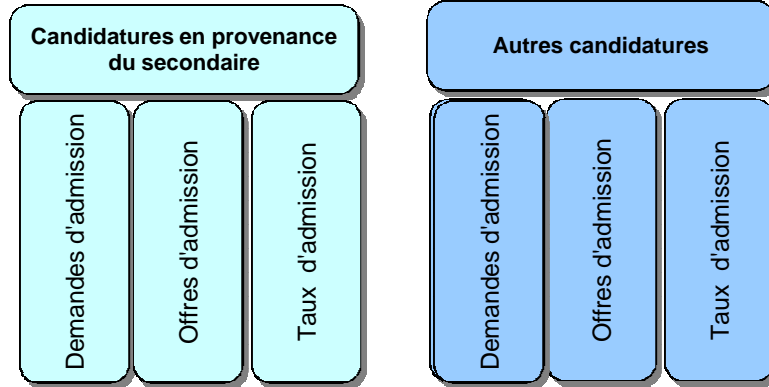 Candidatures en provenance
du secondaire
Demandes d'admission
Offres d'admission
Taux d'admission
Autres candidatures
Demandes d'admission
Offres d'admission
Taux d'admission